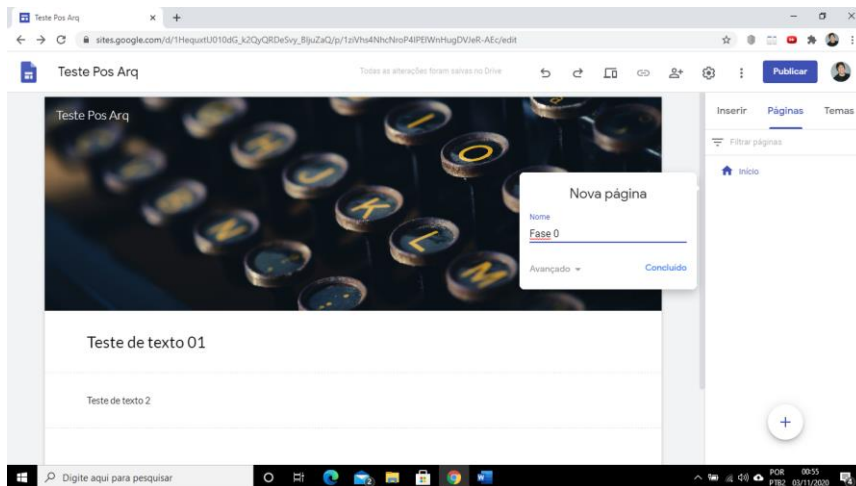 Teste Pos Arq
sites.google.com/d/1HequxtU010dG_k2QyQRDeSvy_BljuZaQ/p/1ziVhs4NhcNroP4IPEIWnHugDVJeR-AEc/edit
Teste Pos Arq
Todas as alterações foram salvas no Drive
Publicar
Teste Pos Arq
Inserir Páginas Temas
Filtrar páginas
Início
Nova página
Nome
Fase 0
Avançado
Concluído
O
I
J
K
L
N
M
Teste de texto 01
Teste de texto 2
Digite aqui para pesquisar
POR 00:55
PTB2 03/11/2020